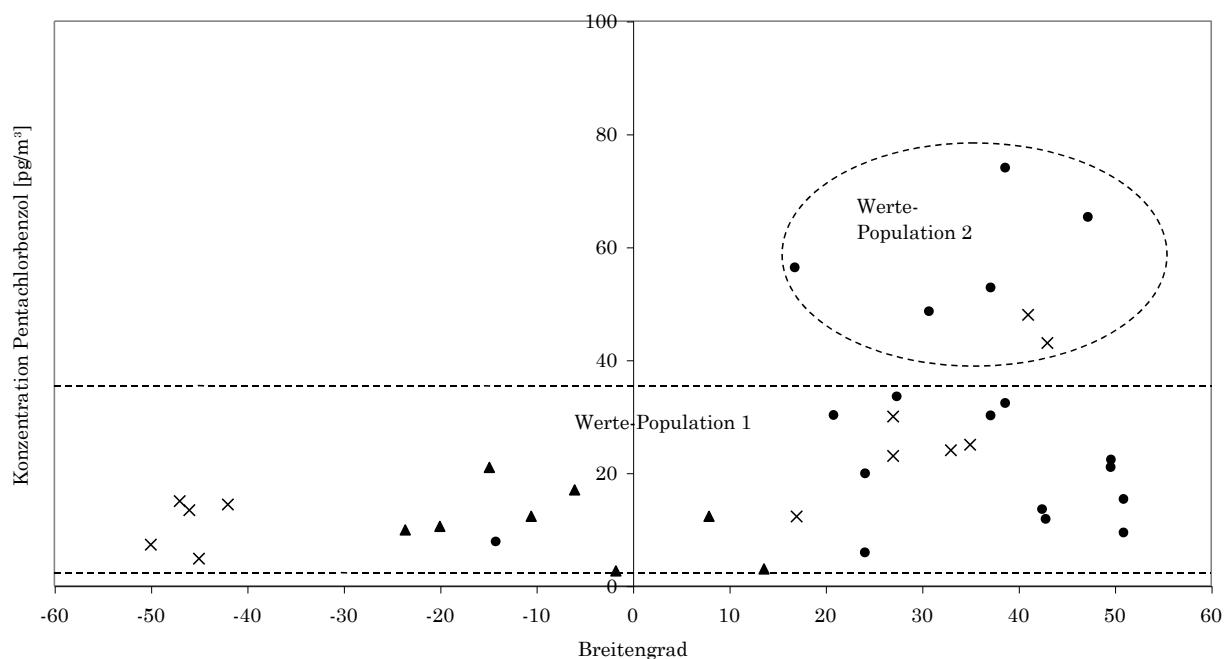 Konzentration Pentachlorbenzol [pg/m³]
100
80
60
40
20
0
Werte-
Population 2
Werte-Population 1
-60 -50 -40 -30 -20 -10 0 10 20 30 40 50 60
Breitengrad